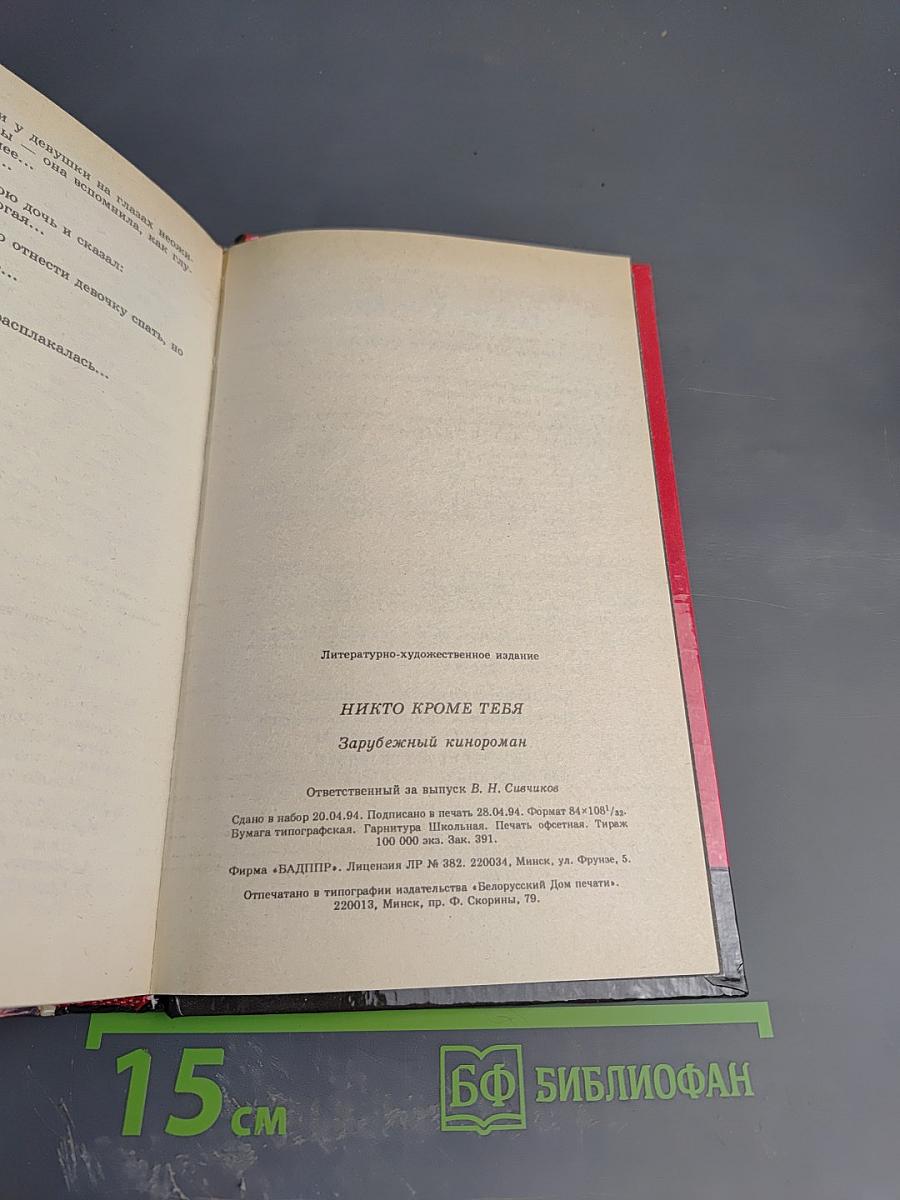 и у девушки на глазах неожи-
ы — она вспомнила, как глу-
лее...
ою дочь и сказал:
огая...
о отнести девочку спать, но
расплакалась...
Литературно-художественное издание
НИКТО КРОМЕ ТЕБЯ
Зарубежный кинороман
Ответственный за выпуск В. Н. Сивчиков
Сдано в набор 20.04.94. Подписано в печать 28.04.94. Формат 84×108¹/₃₂.
Бумага типографская. Гарнитура Школьная. Печать офсетная. Тираж
100 000 экз. Зак. 391.
Фирма «БАДППР». Лицензия ЛР № 382. 220034, Минск, ул. Фрунзе, 5.
Отпечатано в типографии издательства «Белорусский Дом печати».
220013, Минск, пр. Ф. Скорины, 79.
15 см
БФ БИБЛИОФАН